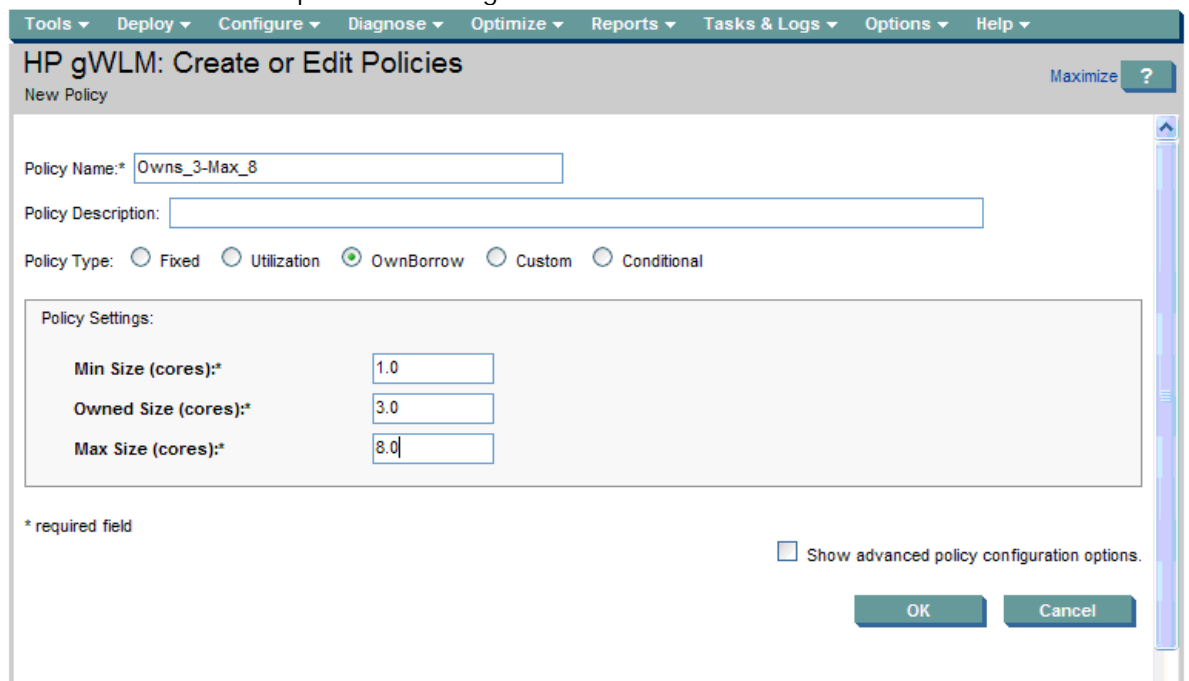 Tools Deploy Configure Diagnose Optimize Reports Tasks & Logs Options Help
HP gWLM: Create or Edit Policies
Maximize ?
New Policy
Policy Name:* Owns_3-Max_8
Policy Description:
Policy Type: Fixed Utilization OwnBorrow Custom Conditional
Policy Settings:
Min Size (cores):* 1.0
Owned Size (cores):* 3.0
Max Size (cores):* 8.0
* required field
Show advanced policy configuration options.
OK Cancel